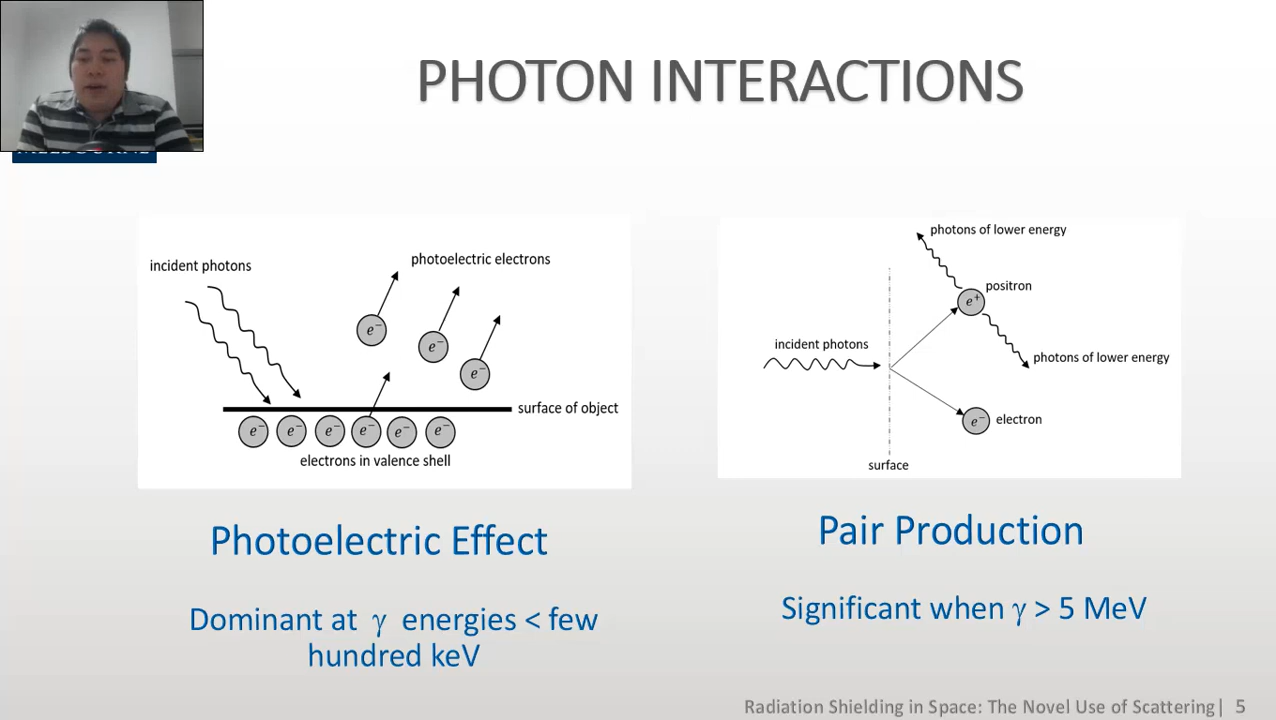 PHOTON INTERACTIONS
incident photons
photoelectric electrons
e⁻
e⁻
e⁻
surface of object
e⁻ e⁻ e⁻ e⁻ e⁻ e⁻
electrons in valence shell
photons of lower energy
positron
e⁺
incident photons
photons of lower energy
e⁻ electron
surface
Photoelectric Effect
Dominant at γ energies < few
hundred keV
Pair Production
Significant when γ > 5 MeV
Radiation Shielding in Space: The Novel Use of Scattering| 5